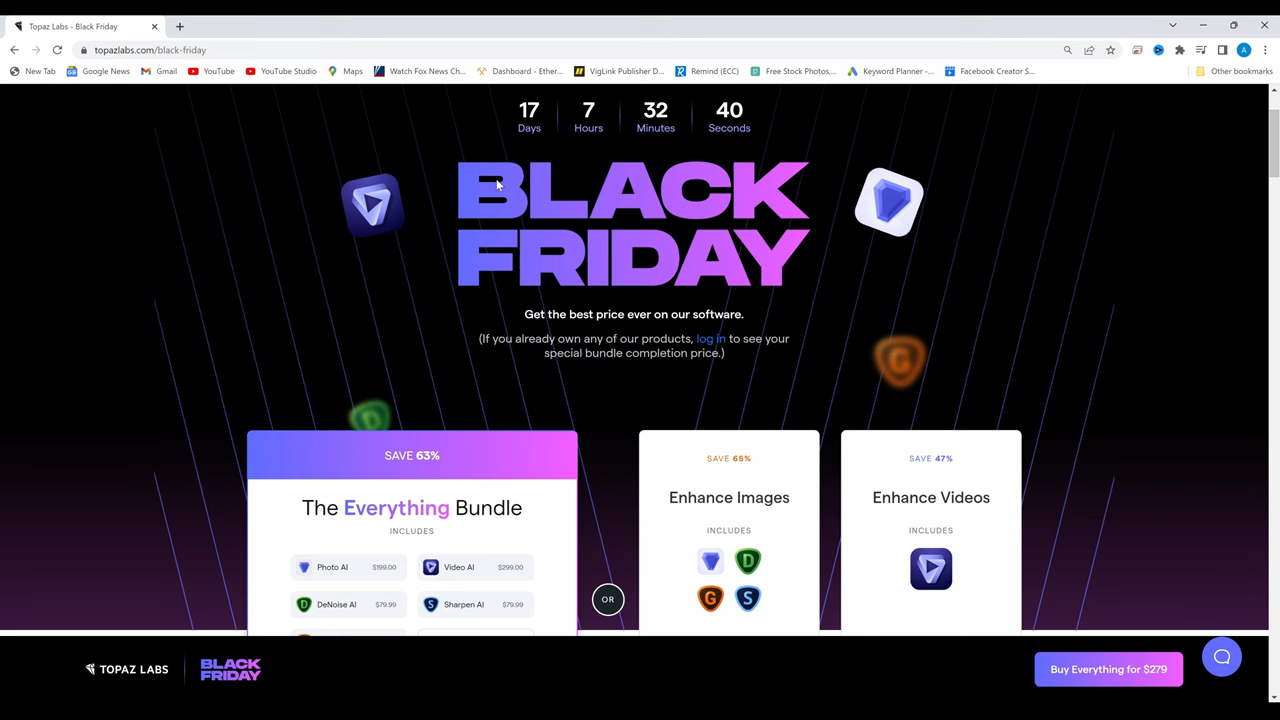 Topaz Labs - Black Friday
topazlabs.com/black-friday
A
New Tab
Google News
Gmail
YouTube
YouTube Studio
Maps
Watch Fox News Ch...
Dashboard - Ether...
VigLink Publisher D...
Remind (ECC)
Free Stock Photos,...
Keyword Planner -...
Facebook Creator S...
Other bookmarks
17 7 32 40
Days Hours Minutes Seconds
BLACK
FRIDAY
Get the best price ever on our software.
(If you already own any of our products, log in to see your
special bundle completion price.)
G
D
SAVE 63%
The Everything Bundle
INCLUDES
Photo AI $199.00
Video AI $299.00
D DeNoise AI $79.99
S Sharpen AI $79.99
OR
SAVE 65%
Enhance Images
INCLUDES
D
G S
SAVE 47%
Enhance Videos
INCLUDES
TOPAZ LABS
BLACK
FRIDAY
Buy Everything for $279